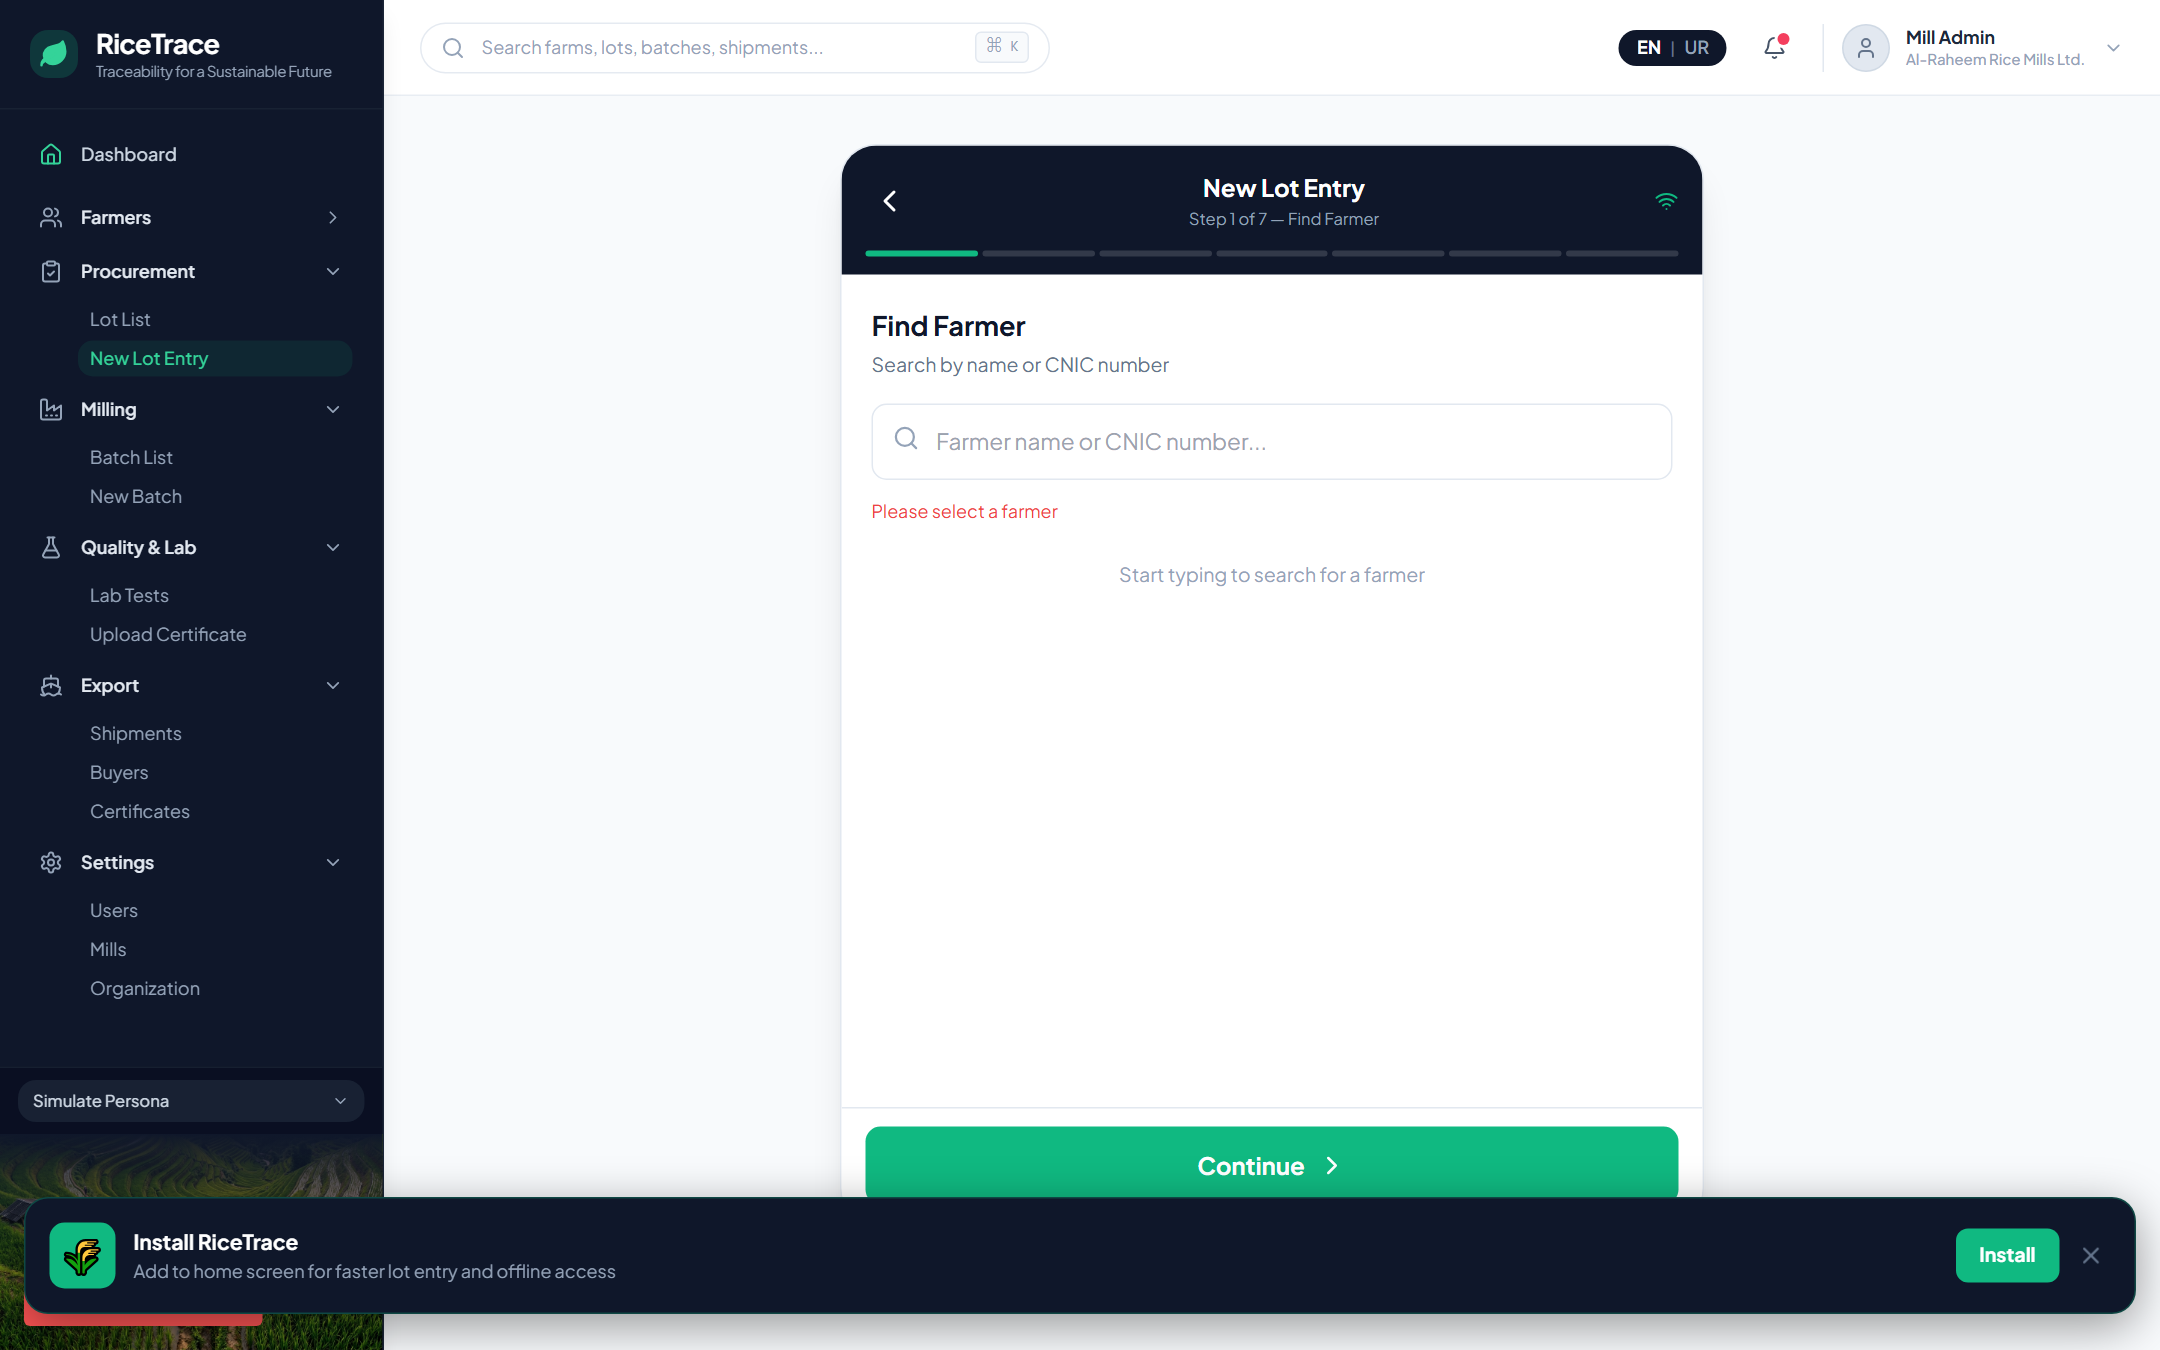 RiceTrace
Traceability for a Sustainable Future
Search farms, lots, batches, shipments...
⌘ K
EN | UR
Mill Admin
Al-Raheem Rice Mills Ltd.
Dashboard
Farmers
Procurement
Lot List
New Lot Entry
Milling
Batch List
New Batch
Quality & Lab
Lab Tests
Upload Certificate
Export
Shipments
Buyers
Certificates
Settings
Users
Mills
Organization
Simulate Persona
New Lot Entry
Step 1 of 7 — Find Farmer
Find Farmer
Search by name or CNIC number
Farmer name or CNIC number...
Please select a farmer
Start typing to search for a farmer
Continue
Install RiceTrace
Add to home screen for faster lot entry and offline access
Install